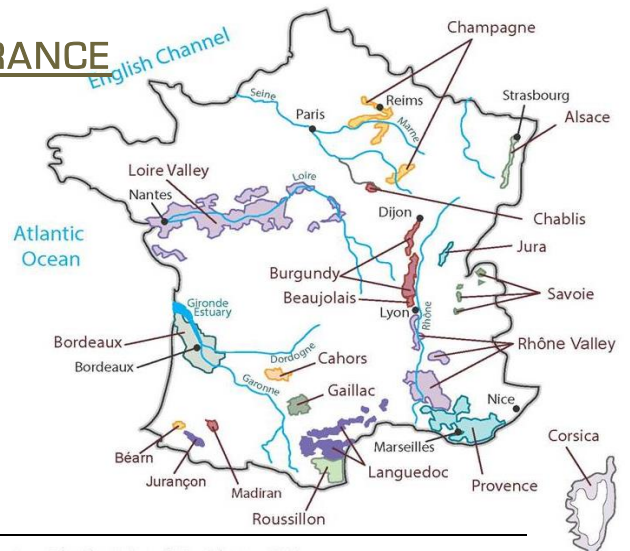 RANCE
English Channel
Champagne
Seine
Reims
Paris
Marne
Strasbourg
Alsace
Loire Valley
Nantes
Loire
Chablis
Dijon
Atlantic
Ocean
Jura
Burgundy
Beaujolais
Savoie
Gironde
Estuary
Lyon
Rhône
Bordeaux
Bordeaux
Rhône Valley
Dordogne
Cahors
Garonne
Gaillac
Nice
Marseilles
Corsica
Béarn
Jurançon
Madiran
Languedoc
Provence
Roussillon